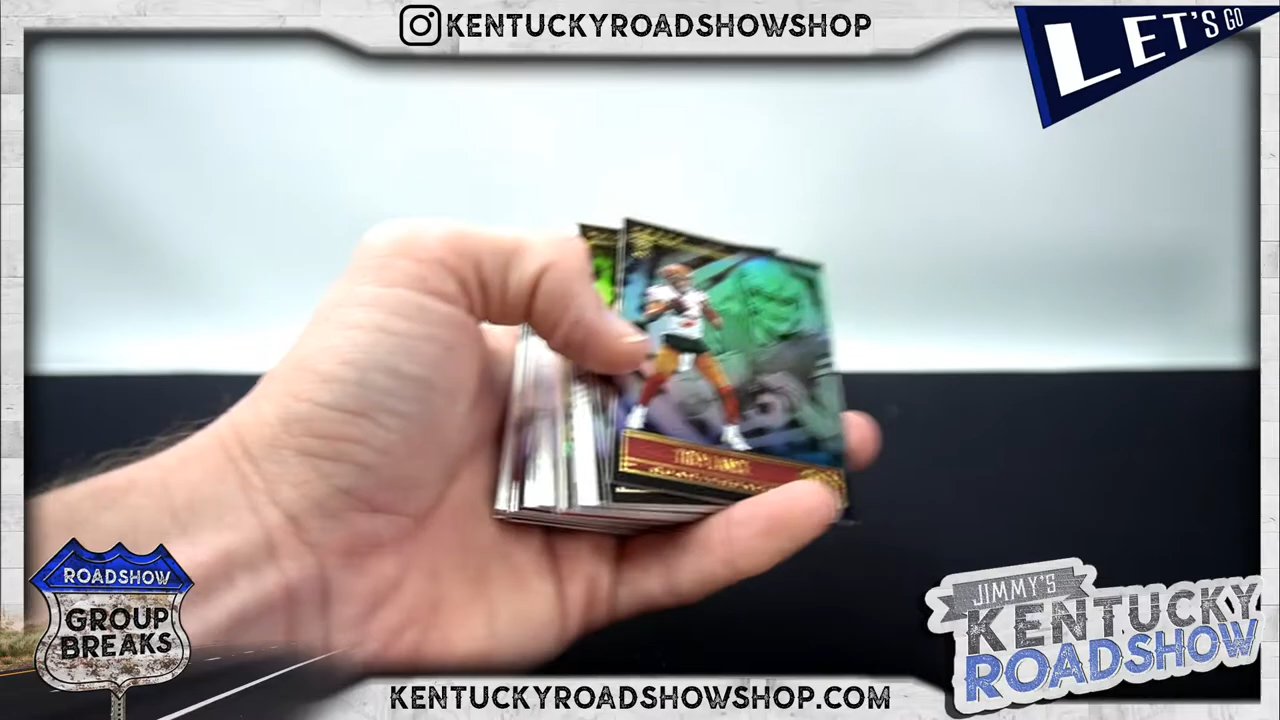 KENTUCKYROADSHOWSHOP
LET'S GO
ROADSHOW
GROUP
BREAKS
JIMMY'S
KENTUCKY
ROADSHOW
KENTUCKYROADSHOWSHOP.COM